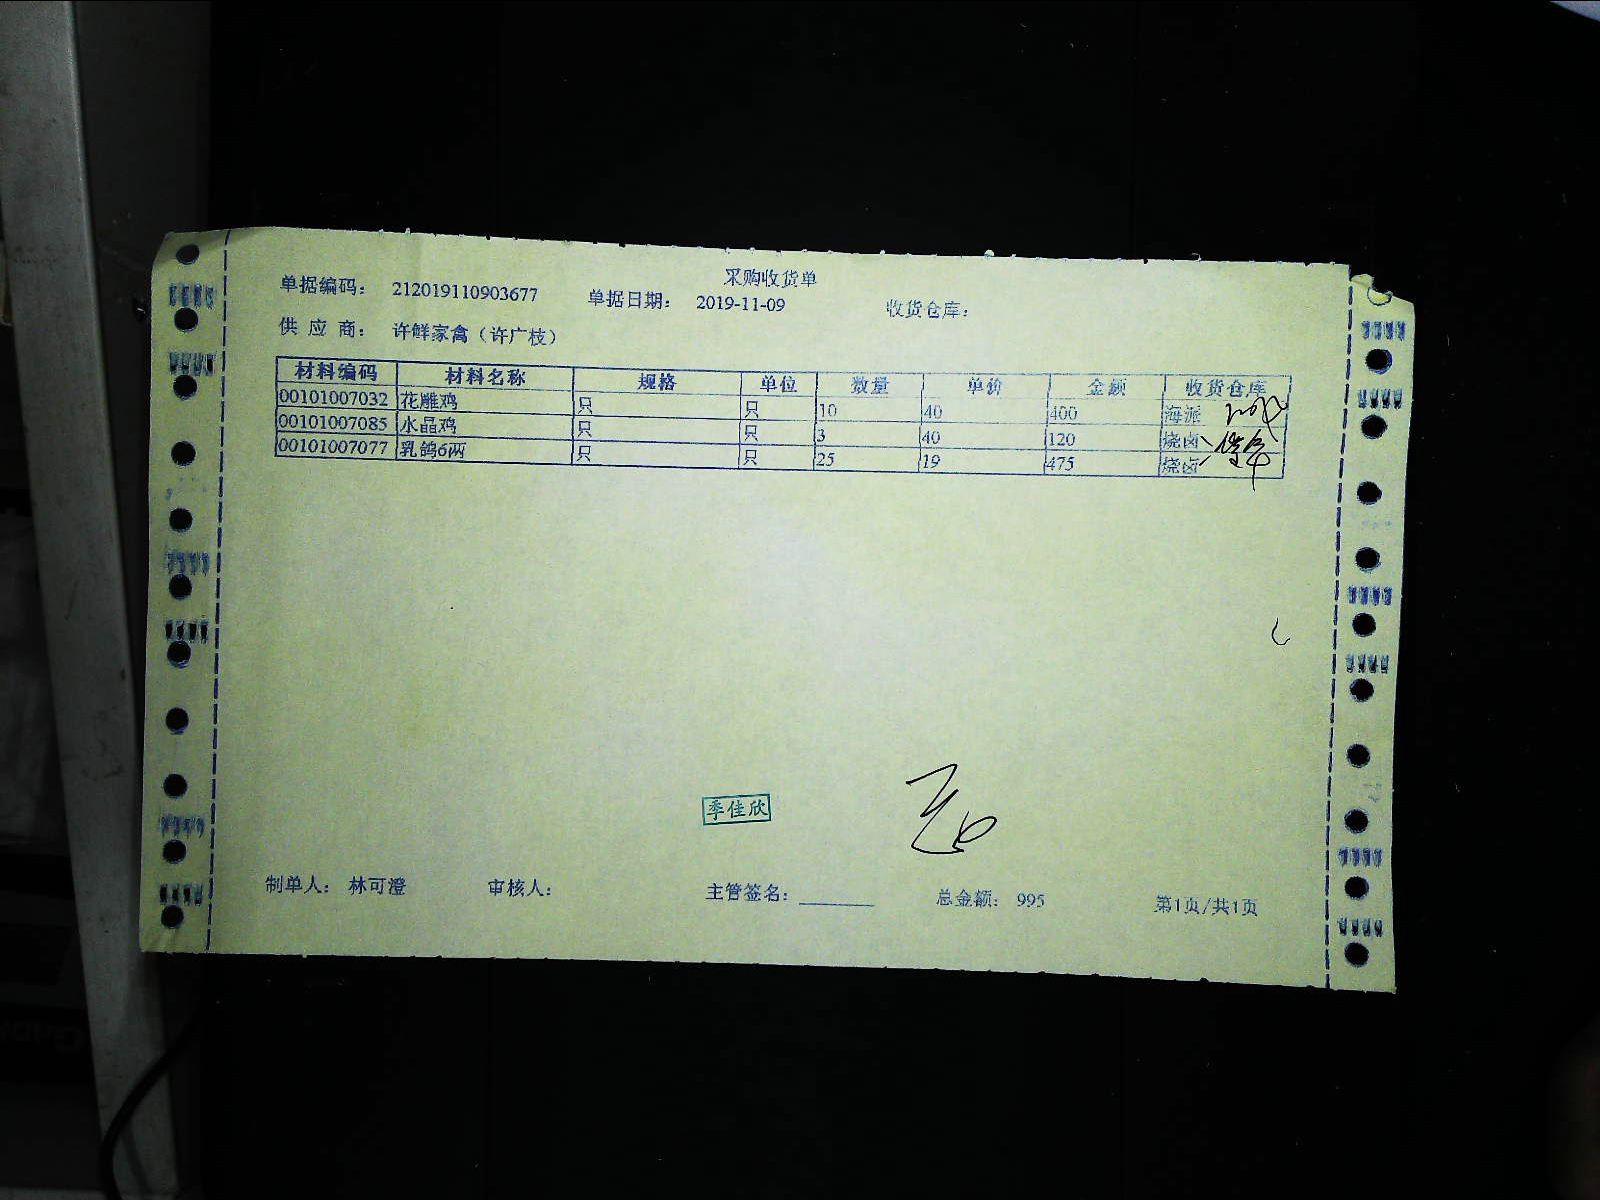 采购收货单
单据编码： 212019110903677 单据日期： 2019-11-09 收货仓库：
供 应 商： 许鲜家禽（许广枝）
材料编码 材料名称 规格 单位 数量 单价 金额 收货仓库
00101007032 花雕鸡 只 只 10 40 400 海派
00101007085 水晶鸡 只 只 3 40 120 烧卤
00101007077 乳鸽6两 只 只 25 19 475 烧卤
季佳欣
制单人： 林可澄 审核人： 主管签名： 总金额： 995 第1页/共1页